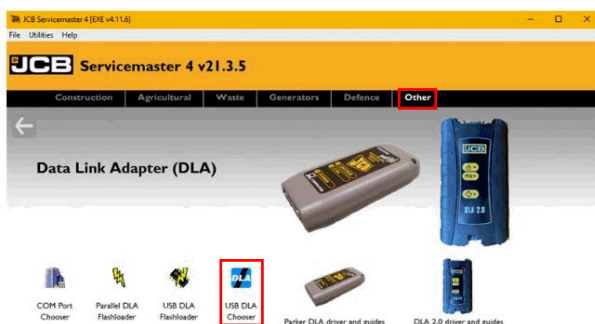 JCB Servicemaster 4 [EXE v4.11.6]
File Utilities Help
JCB Servicemaster 4 v21.3.5
Construction Agricultural Waste Generators Defence Other
Data Link Adapter (DLA)
JCB
DLA 2.0
DLA
COM Port Chooser
Parallel DLA Flashloader
USB DLA Flashloader
USB DLA Chooser
Parker DLA driver and guides
DLA 2.0 driver and guides